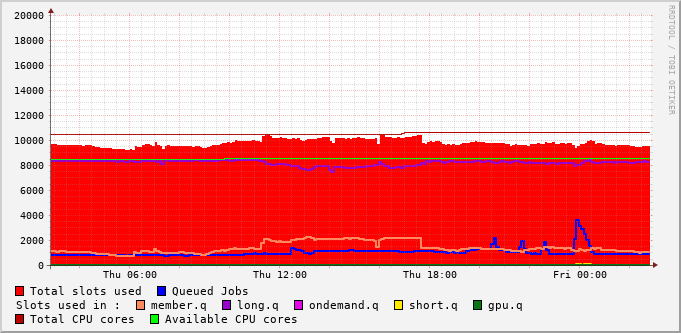 20000
18000
16000
14000
12000
10000
8000
6000
4000
2000
0
Thu 06:00 Thu 12:00 Thu 18:00 Fri 00:00
RRDTOOL / TOBI OETIKER
Total slots used Queued Jobs
Slots used in : member.q long.q ondemand.q short.q gpu.q
Total CPU cores Available CPU cores